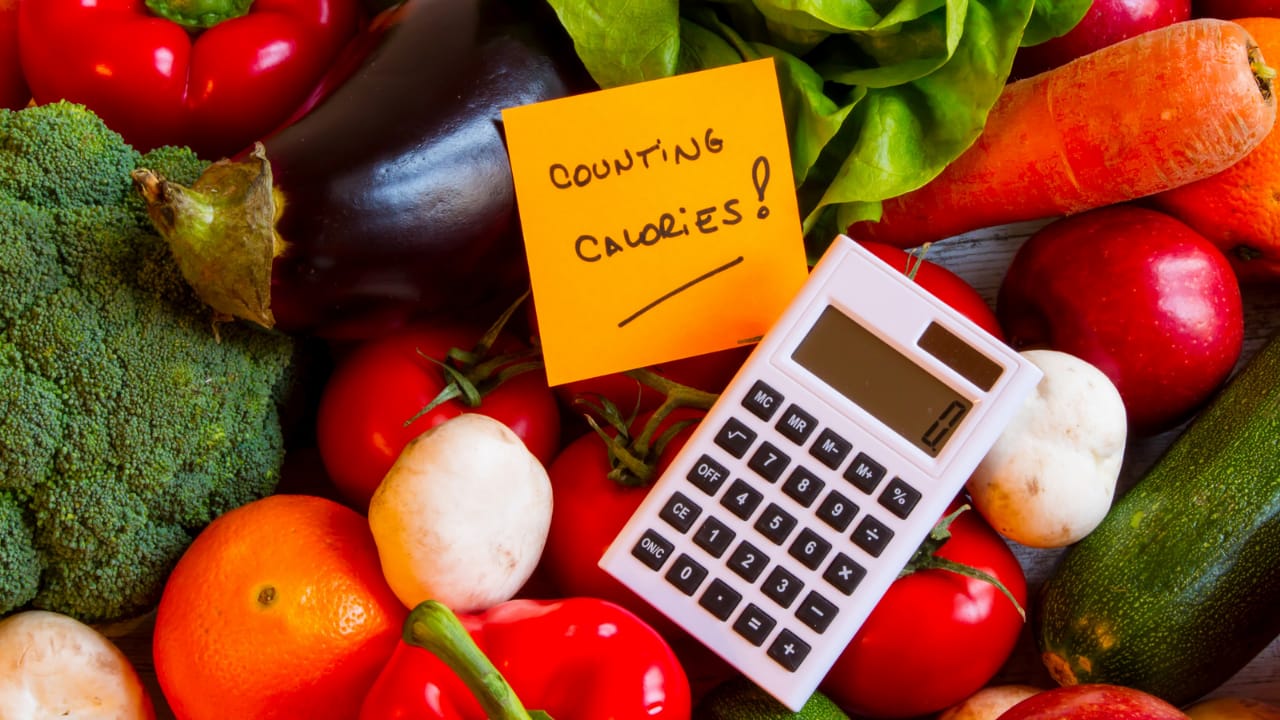 COUNTING
CALORIES!
0
MC MR M- M+ %
√ 7 8 9 ÷
OFF 4 5 6 ×
CE 1 2 3 −
ON/C 0 . = +